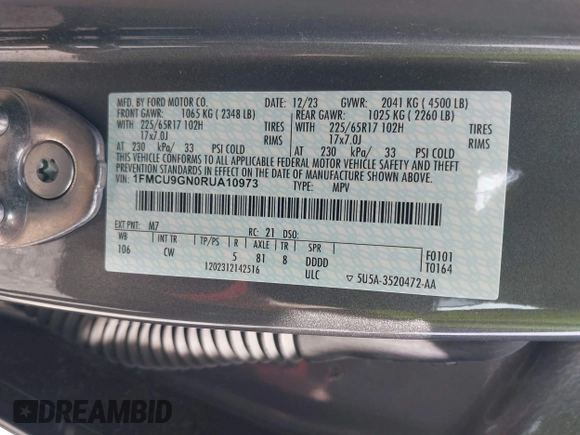 MFD. BY FORD MOTOR CO. DATE: 12/23 GVWR: 2041 KG ( 4500 LB)
FRONT GAWR: 1065 KG ( 2348 LB) REAR GAWR: 1025 KG ( 2260 LB)
WITH 225/65R17 102H TIRES WITH 225/65R17 102H TIRES
17x7.0J RIMS 17x7.0J RIMS
AT 230 kPa/ 33 PSI COLD AT 230 kPa/ 33 PSI COLD
THIS VEHICLE CONFORMS TO ALL APPLICABLE FEDERAL MOTOR VEHICLE SAFETY AND THEFT
PREVENTION STANDARDS IN EFFECT ON THE DATE OF MANUFACTURE SHOWN ABOVE.
VIN: 1FMCU9GN0RUA10973 TYPE: MPV
EXT PNT: M7 RC: 21 DSO:
WB INT TR TP/PS R AXLE TR SPR F0101
106 CW 5 81 8 DDDD T0164
1202312142516 ULC ▽ 5U5A-3520472-AA
DREAMBID